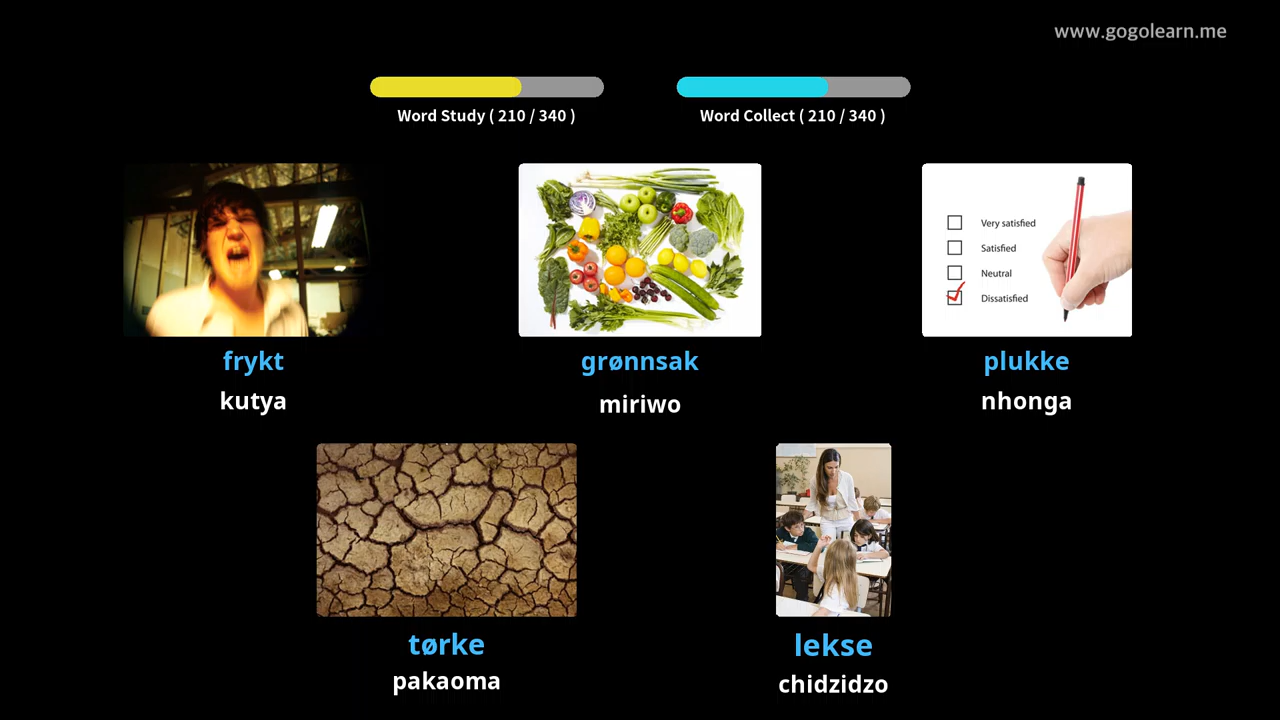 www.gogolearn.me
Word Study ( 210 / 340 )
Word Collect ( 210 / 340 )
Very satisfied
Satisfied
Neutral
Dissatisfied
frykt
grønnsak
plukke
kutya
miriwo
nhonga
tørke
lekse
pakaoma
chidzidzo